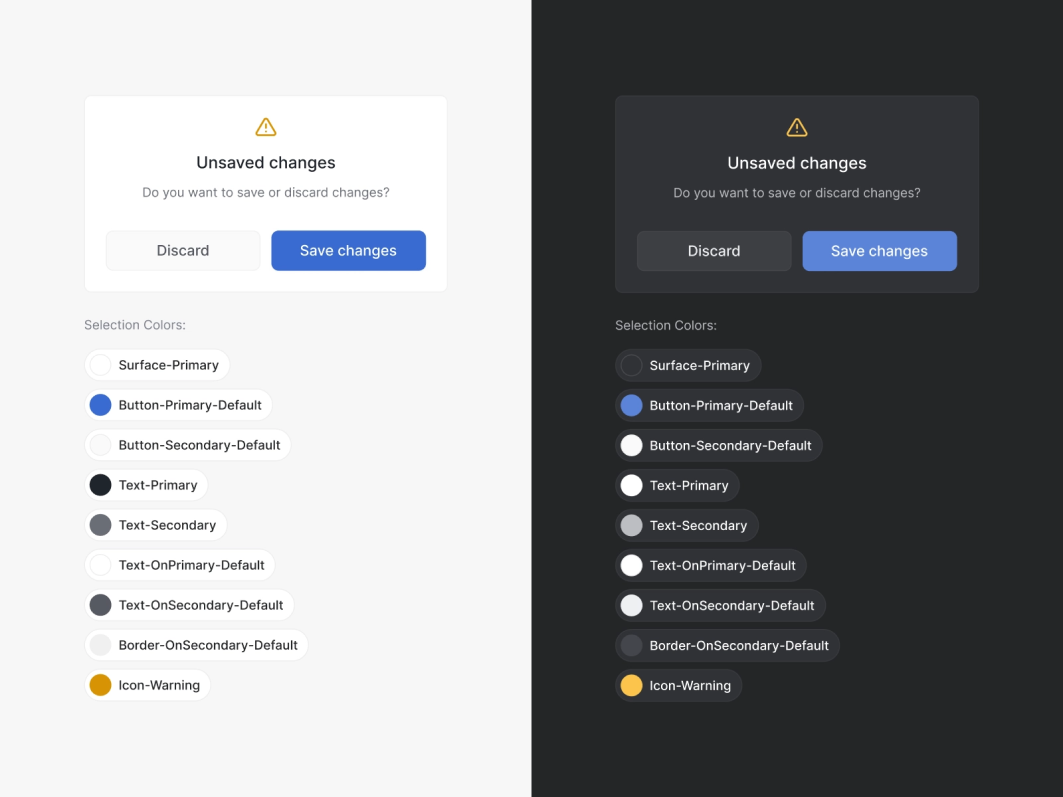 Unsaved changes
Do you want to save or discard changes?
Discard
Save changes
Selection Colors:
Surface-Primary
Button-Primary-Default
Button-Secondary-Default
Text-Primary
Text-Secondary
Text-OnPrimary-Default
Text-OnSecondary-Default
Border-OnSecondary-Default
Icon-Warning
Unsaved changes
Do you want to save or discard changes?
Discard
Save changes
Selection Colors:
Surface-Primary
Button-Primary-Default
Button-Secondary-Default
Text-Primary
Text-Secondary
Text-OnPrimary-Default
Text-OnSecondary-Default
Border-OnSecondary-Default
Icon-Warning